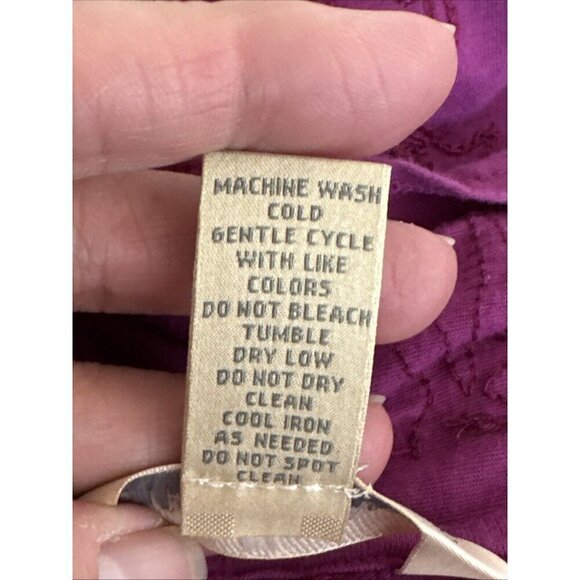 MACHINE WASH
COLD
GENTLE CYCLE
WITH LIKE
COLORS
DO NOT BLEACH
TUMBLE
DRY LOW
DO NOT DRY
CLEAN
COOL IRON
AS NEEDED
DO NOT SPOT
CLEAN